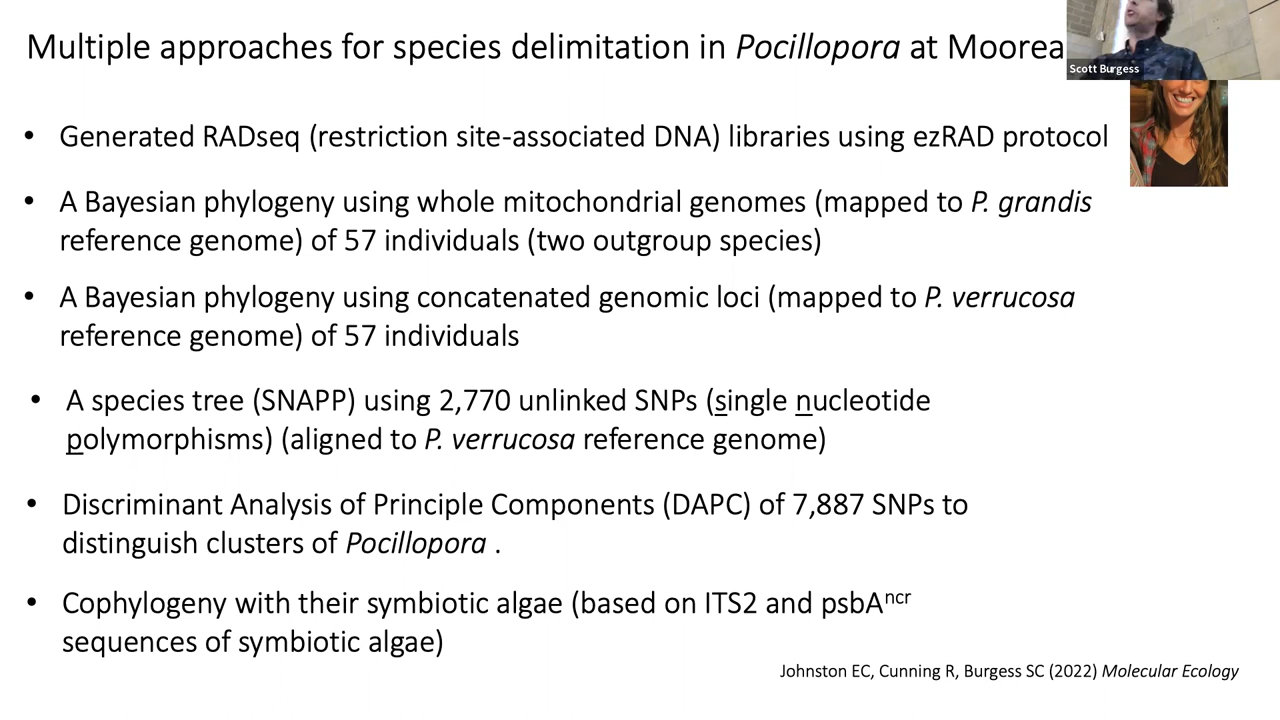 Multiple approaches for species delimitation in Pocillopora at Moorea
Scott Burgess
• Generated RADseq (restriction site-associated DNA) libraries using ezRAD protocol
• A Bayesian phylogeny using whole mitochondrial genomes (mapped to P. grandis
reference genome) of 57 individuals (two outgroup species)
• A Bayesian phylogeny using concatenated genomic loci (mapped to P. verrucosa
reference genome) of 57 individuals
• A species tree (SNAPP) using 2,770 unlinked SNPs (single nucleotide
polymorphisms) (aligned to P. verrucosa reference genome)
• Discriminant Analysis of Principle Components (DAPC) of 7,887 SNPs to
distinguish clusters of Pocillopora .
• Cophylogeny with their symbiotic algae (based on ITS2 and psbAncr
sequences of symbiotic algae)
Johnston EC, Cunning R, Burgess SC (2022) Molecular Ecology